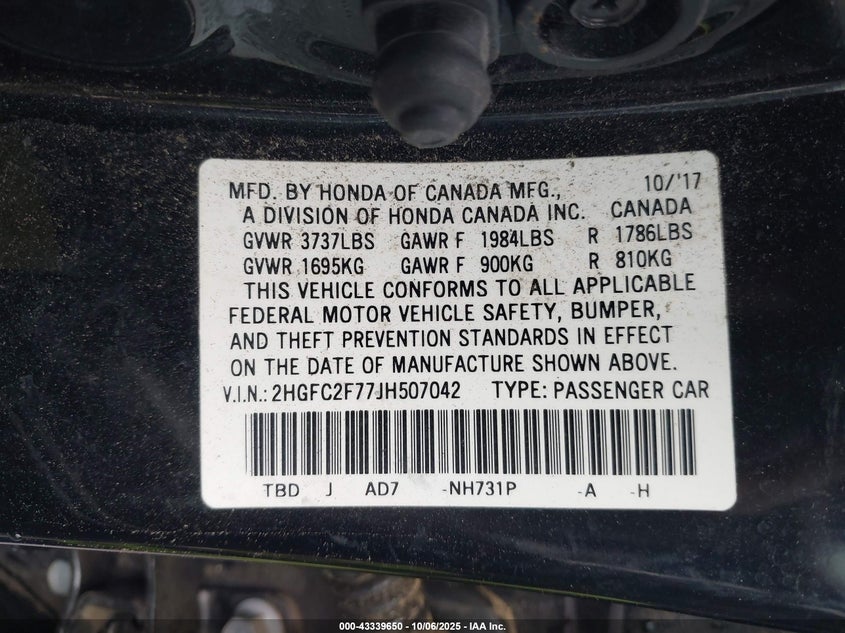 MFD. BY HONDA OF CANADA MFG., 10/'17
A DIVISION OF HONDA CANADA INC. CANADA
GVWR 3737LBS GAWR F 1984LBS R 1786LBS
GVWR 1695KG GAWR F 900KG R 810KG
THIS VEHICLE CONFORMS TO ALL APPLICABLE
FEDERAL MOTOR VEHICLE SAFETY, BUMPER,
AND THEFT PREVENTION STANDARDS IN EFFECT
ON THE DATE OF MANUFACTURE SHOWN ABOVE.
V.I.N.: 2HGFC2F77JH507042 TYPE: PASSENGER CAR
TBD J AD7 -NH731P -A -H
000-43339650 - 10/06/2025 - IAA Inc.